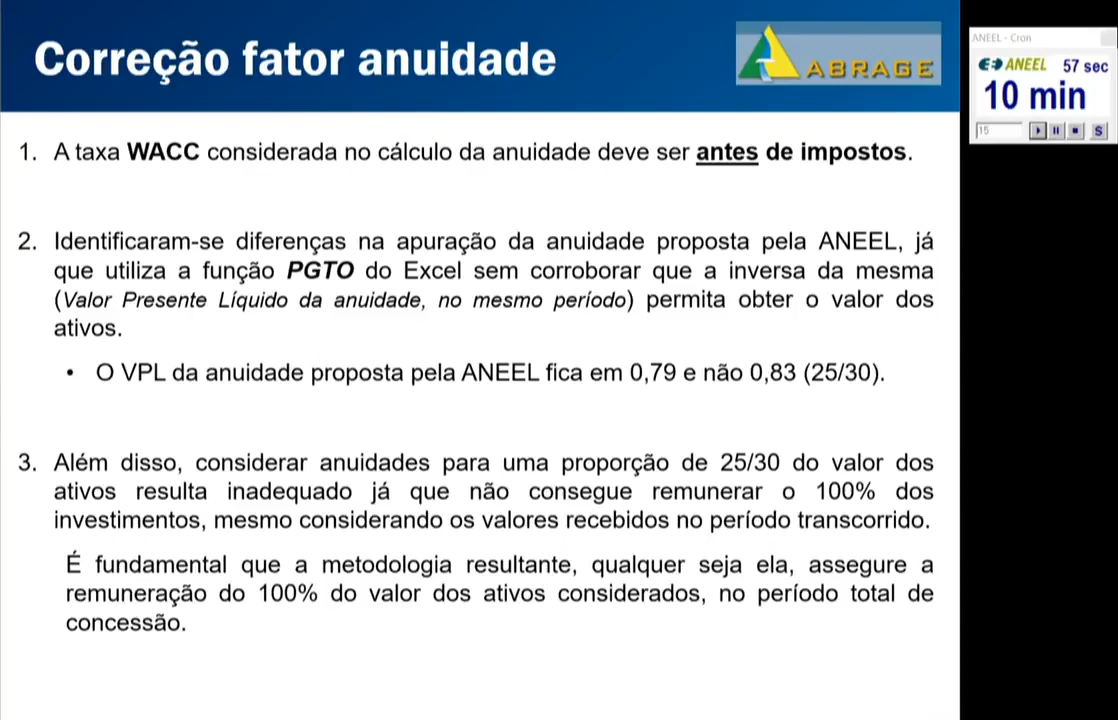 Correção fator anuidade
ABRAGE
ANEEL - Cron
ANEEL 57 sec
10 min
15
S
1. A taxa WACC considerada no cálculo da anuidade deve ser antes de impostos.
2. Identificaram-se diferenças na apuração da anuidade proposta pela ANEEL, já
que utiliza a função PGTO do Excel sem corroborar que a inversa da mesma
(Valor Presente Líquido da anuidade, no mesmo período) permita obter o valor dos
ativos.
• O VPL da anuidade proposta pela ANEEL fica em 0,79 e não 0,83 (25/30).
3. Além disso, considerar anuidades para uma proporção de 25/30 do valor dos
ativos resulta inadequado já que não consegue remunerar o 100% dos
investimentos, mesmo considerando os valores recebidos no período transcorrido.
É fundamental que a metodologia resultante, qualquer seja ela, assegure a
remuneração do 100% do valor dos ativos considerados, no período total de
concessão.